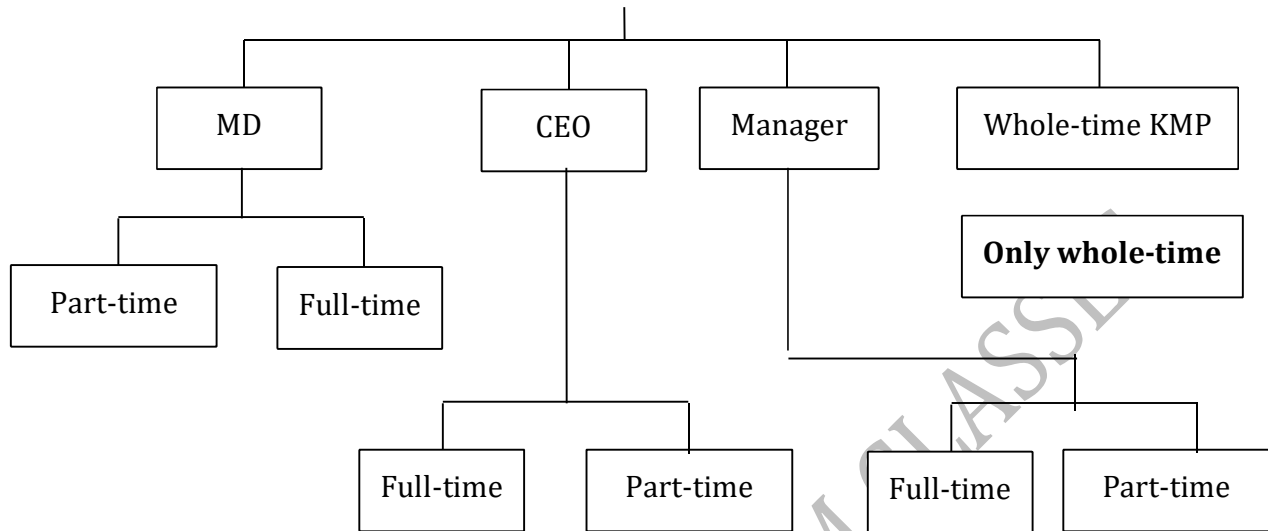 MD
CEO
Manager
Whole-time KMP
Only whole-time
Part-time
Full-time
Full-time
Part-time
Full-time
Part-time